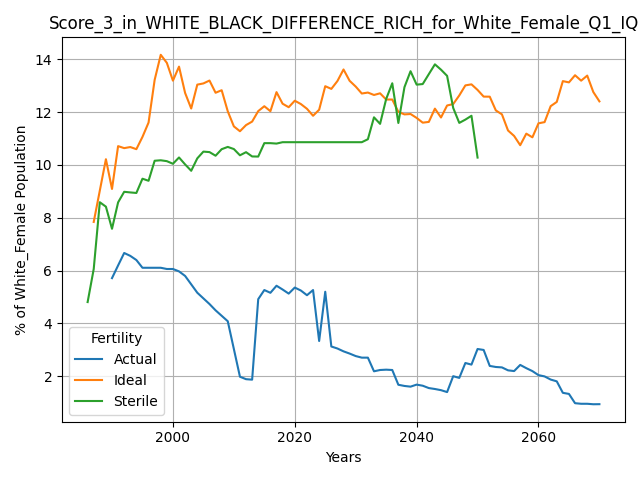 Score_3_in_WHITE_BLACK_DIFFERENCE_RICH_for_White_Female_Q1_IQ
14
12
10
8
6
4
2
% of White_Female Population
Fertility
Actual
Ideal
Sterile
2000
2020
2040
2060
Years